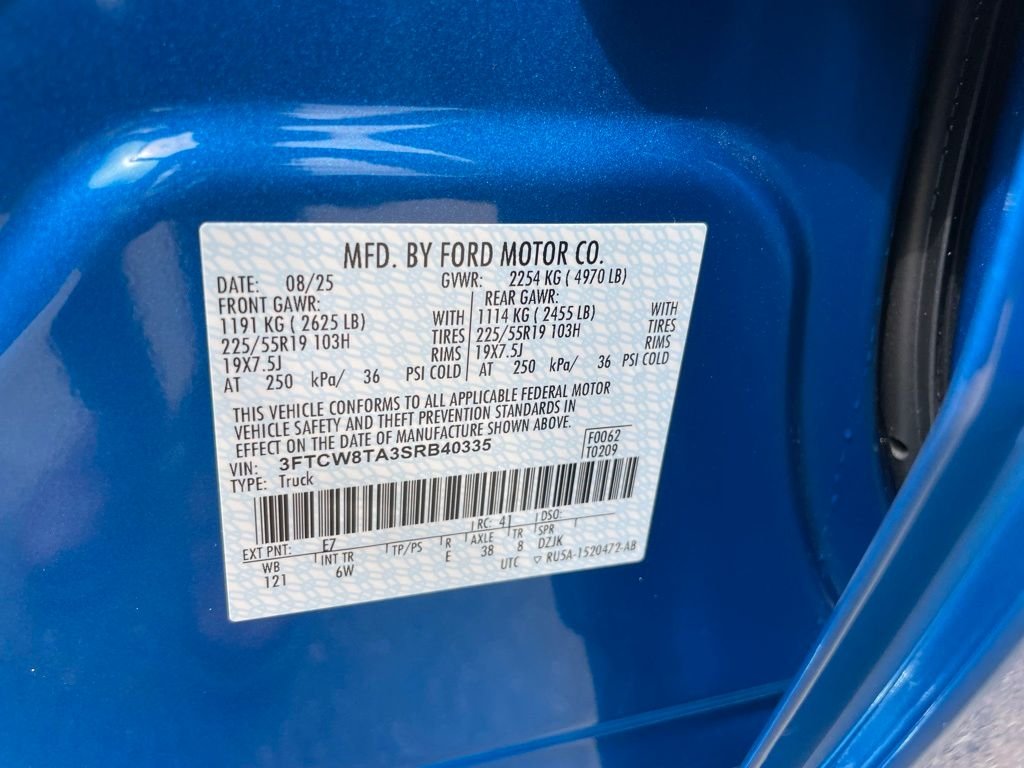 MFD. BY FORD MOTOR CO.
DATE: 08/25 GVWR: 2254 KG ( 4970 LB)
FRONT GAWR: REAR GAWR:
1191 KG ( 2625 LB) WITH 1114 KG ( 2455 LB) WITH
225/55R19 103H TIRES 225/55R19 103H TIRES
19X7.5J RIMS 19X7.5J RIMS
AT 250 kPa/ 36 PSI COLD AT 250 kPa/ 36 PSI COLD
THIS VEHICLE CONFORMS TO ALL APPLICABLE FEDERAL MOTOR
VEHICLE SAFETY AND THEFT PREVENTION STANDARDS IN
EFFECT ON THE DATE OF MANUFACTURE SHOWN ABOVE.
VIN: 3FTCW8TA3SRB40335 F0062
TYPE: Truck T0209
EXT PNT: E7 RC: 41 DSO:
WB INT TR TP/PS R AXLE TR SPR
121 6W E 38 8 DZJK
UTC ▽ RU5A-1520472-AB